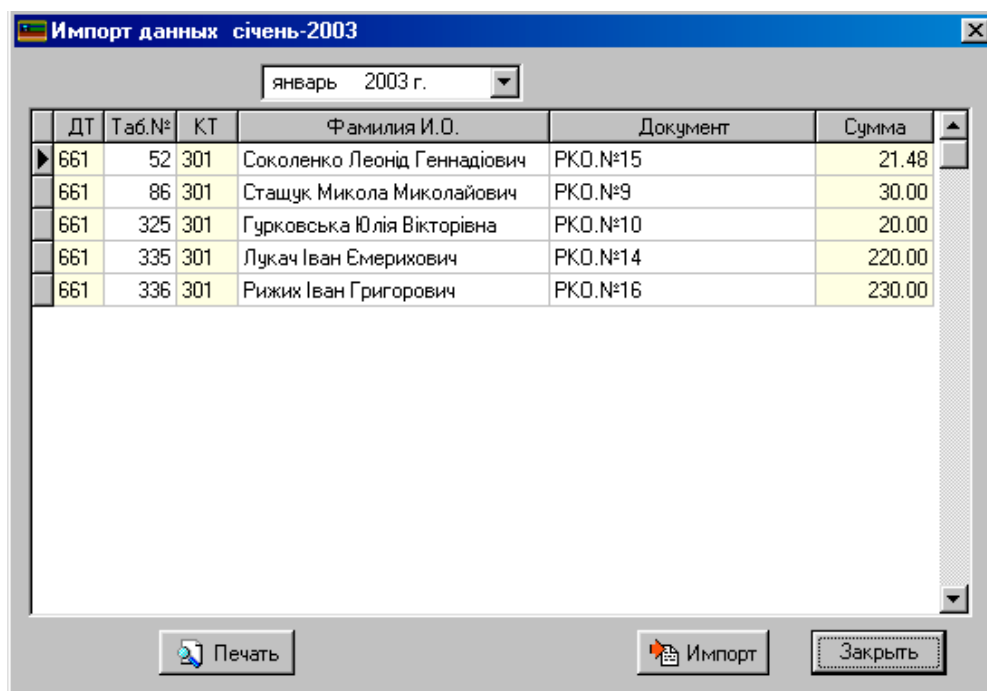 Импорт данных січень-2003
январь 2003 г.
ДТ Таб.№ КТ Фамилия И.О. Документ Сумма
661 52 301 Соколенко Леонід Геннадіович РКО.№15 21.48
661 86 301 Стащук Микола Миколайович РКО.№9 30.00
661 325 301 Гурковська Юлія Вікторівна РКО.№10 20.00
661 335 301 Лукач Іван Емерихович РКО.№14 220.00
661 336 301 Рижих Іван Григорович РКО.№16 230.00
Печать Импорт Закрыть